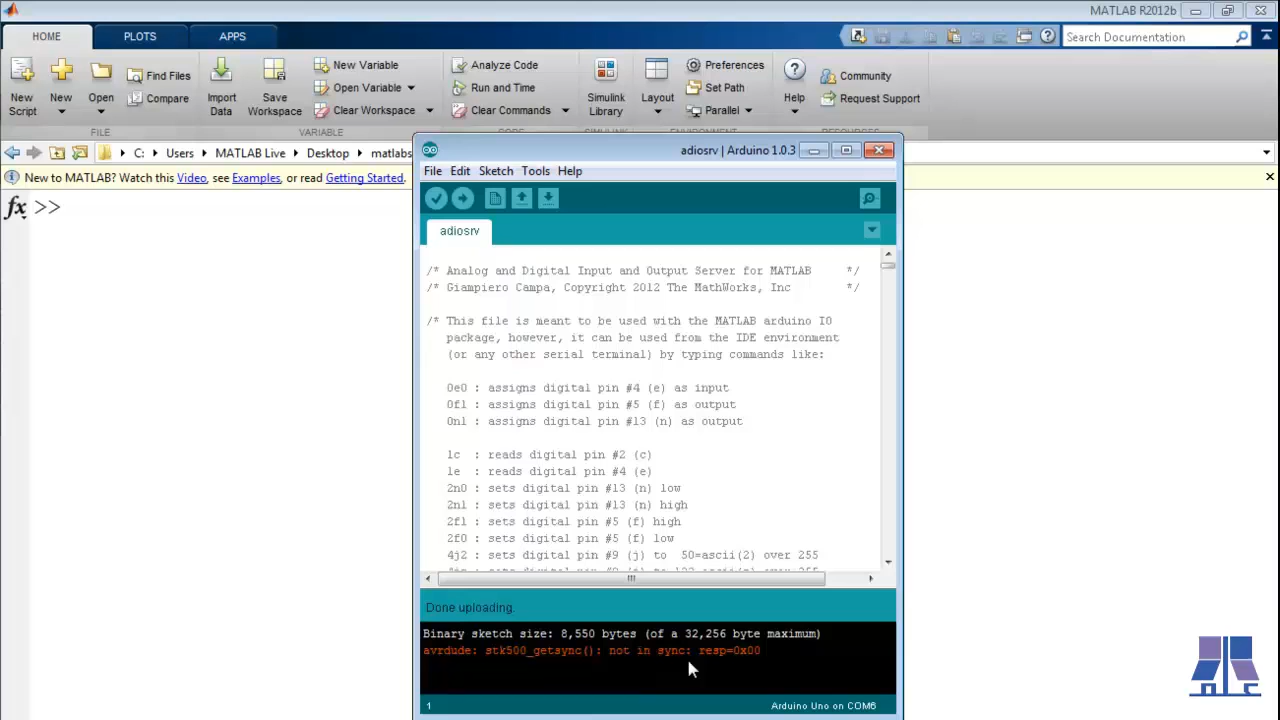 MATLAB R2012b
HOME PLOTS APPS
Search Documentation
New Script
New
Open
Find Files
Compare
Import Data
Save Workspace
New Variable
Open Variable
Clear Workspace
Analyze Code
Run and Time
Clear Commands
Simulink Library
Layout
Preferences
Set Path
Parallel
Help
Community
Request Support
FILE VARIABLE CODE SIMULINK ENVIRONMENT RESOURCES
C: Users MATLAB Live Desktop matlabs
New to MATLAB? Watch this Video, see Examples, or read Getting Started.
fx >>
adiosrv | Arduino 1.0.3
File Edit Sketch Tools Help
adiosrv
/* Analog and Digital Input and Output Server for MATLAB */
/* Giampiero Campa, Copyright 2012 The MathWorks, Inc */
/* This file is meant to be used with the MATLAB arduino IO
package, however, it can be used from the IDE environment
(or any other serial terminal) by typing commands like:
0e0 : assigns digital pin #4 (e) as input
0f1 : assigns digital pin #5 (f) as output
0n1 : assigns digital pin #13 (n) as output
1c : reads digital pin #2 (c)
1e : reads digital pin #4 (e)
2n0 : sets digital pin #13 (n) low
2n1 : sets digital pin #13 (n) high
2f1 : sets digital pin #5 (f) high
2f0 : sets digital pin #5 (f) low
4j2 : sets digital pin #9 (j) to 50=ascii(2) over 255
Done uploading.
Binary sketch size: 8,550 bytes (of a 32,256 byte maximum)
avrdude: stk500_getsync(): not in sync: resp=0x00
1
Arduino Uno on COM6